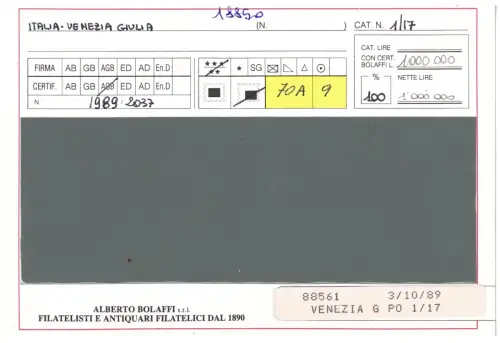 18850
ITALIA - VENEZIA GIULIA (N. ) CAT. N. 1/17
CAT. LIRE
CON CERT. BOLAFFI L. 1.000 000
% NETTE LIRE
100 1.000 000
FIRMA AB GB AGB ED AD En.D
CERTIF. AB GB AGB ED AD En.D
N 1989 2037
★★★ ★★ ★ SG
70A 9
88561 3/10/89
VENEZIA G PO 1/17
ALBERTO BOLAFFI s.r.l.
FILATELISTI E ANTIQUARI FILATELICI DAL 1890